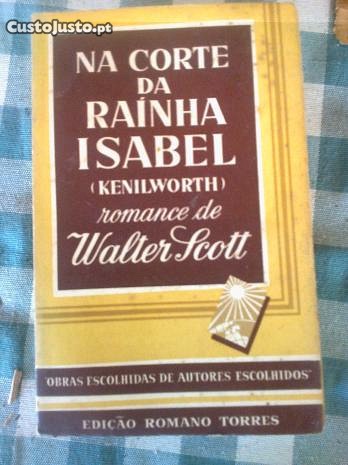 CustoJusto.pt
NA CORTE
DA
RAÍNHA
ISABEL
(KENILWORTH)
romance de
Walter Scott
"OBRAS ESCOLHIDAS DE AUTORES ESCOLHIDOS"
EDIÇÃO ROMANO TORRES